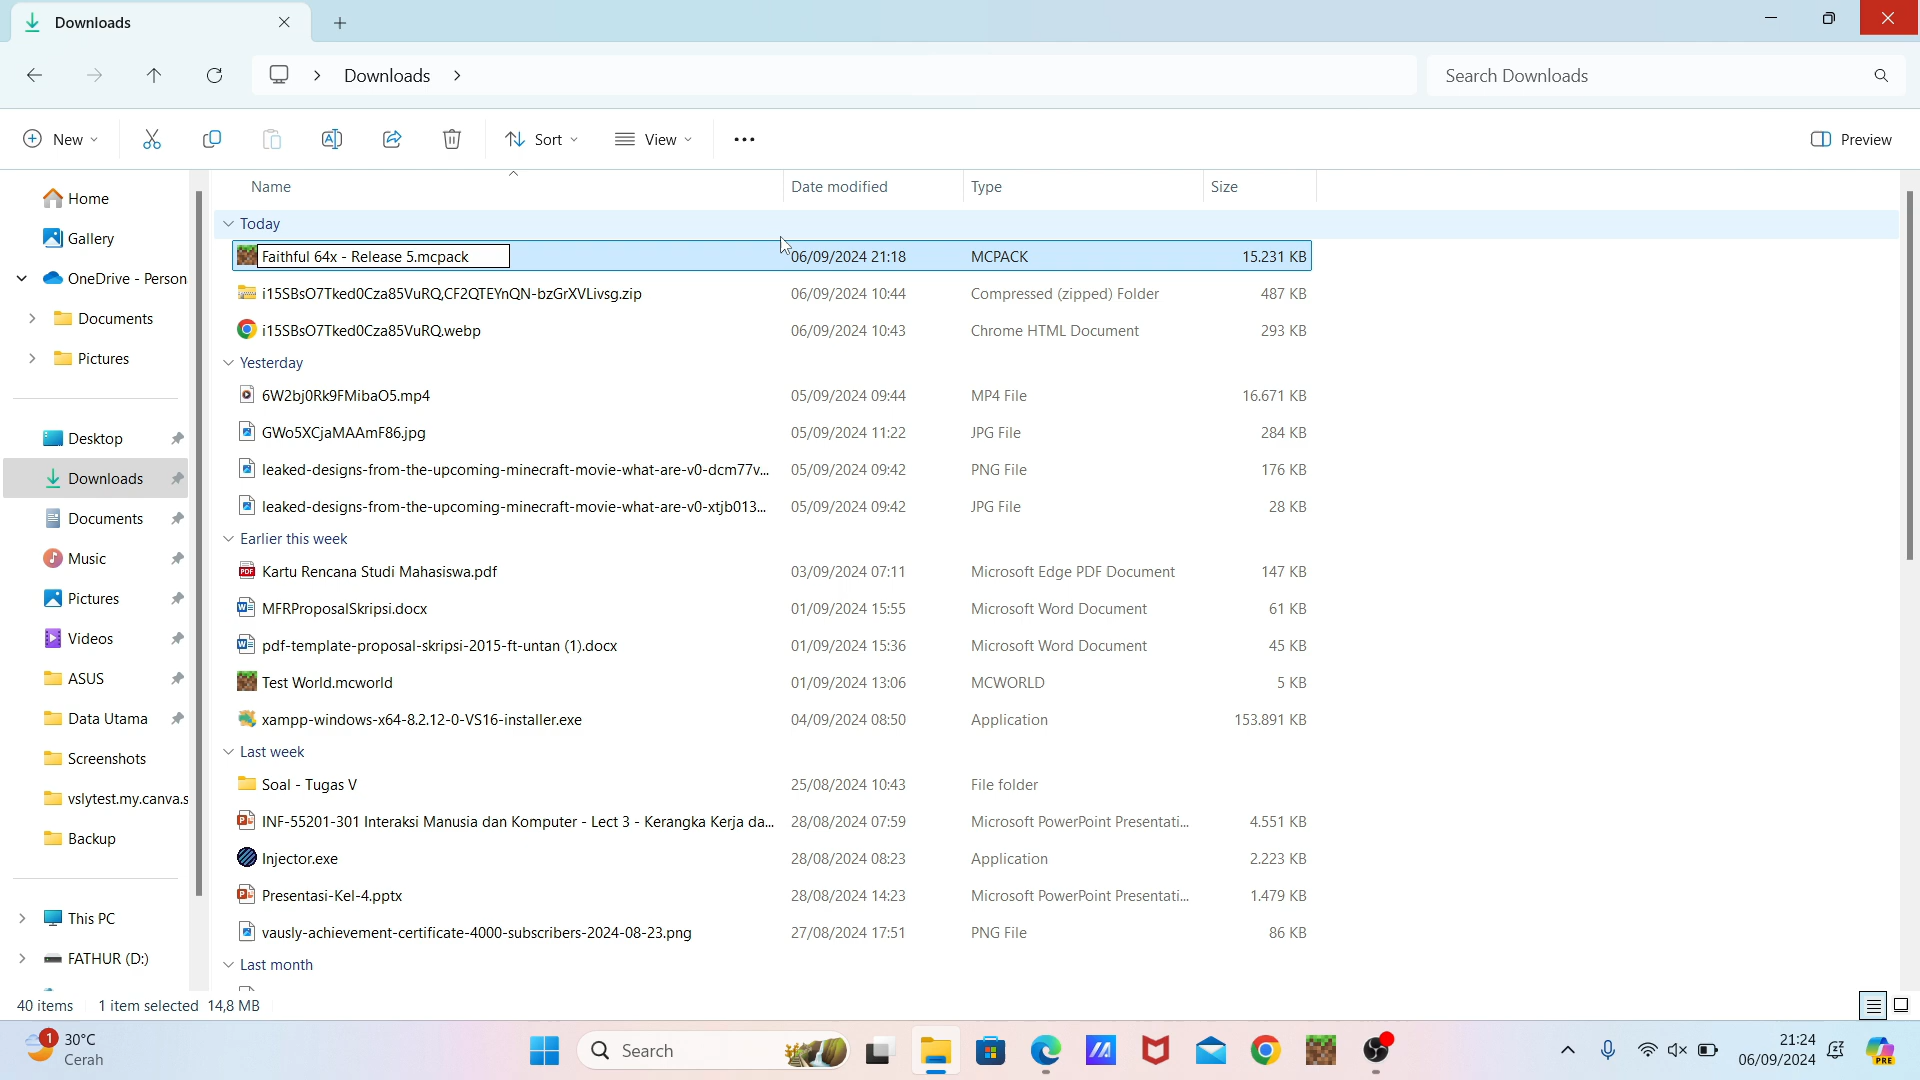 Downloads
Downloads
Search Downloads
New
Sort
View
Preview
Name
Date modified
Type
Size
Home
Gallery
OneDrive - Person
Documents
Pictures
Desktop
Downloads
Documents
Music
Pictures
Videos
ASUS
Data Utama
Screenshots
vslytest.my.canva.s
Backup
This PC
FATHUR (D:)
Today
Faithful 64x - Release 5.mcpack 06/09/2024 21:18 MCPACK 15.231 KB
i15SBsO7Tked0Cza85VuRQ,CF2QTEYnQN-bzGrXVLivsg.zip 06/09/2024 10:44 Compressed (zipped) Folder 487 KB
i15SBsO7Tked0Cza85VuRQ.webp 06/09/2024 10:43 Chrome HTML Document 293 KB
Yesterday
6W2bj0Rk9FMibaO5.mp4 05/09/2024 09:44 MP4 File 16.671 KB
GWo5XCjaMAAmF86.jpg 05/09/2024 11:22 JPG File 284 KB
leaked-designs-from-the-upcoming-minecraft-movie-what-are-v0-dcm77v... 05/09/2024 09:42 PNG File 176 KB
leaked-designs-from-the-upcoming-minecraft-movie-what-are-v0-xtjb013... 05/09/2024 09:42 JPG File 28 KB
Earlier this week
PDF Kartu Rencana Studi Mahasiswa.pdf 03/09/2024 07:11 Microsoft Edge PDF Document 147 KB
MFRProposalSkripsi.docx 01/09/2024 15:55 Microsoft Word Document 61 KB
pdf-template-proposal-skripsi-2015-ft-untan (1).docx 01/09/2024 15:36 Microsoft Word Document 45 KB
Test World.mcworld 01/09/2024 13:06 MCWORLD 5 KB
xampp-windows-x64-8.2.12-0-VS16-installer.exe 04/09/2024 08:50 Application 153.891 KB
Last week
Soal - Tugas V 25/08/2024 10:43 File folder
INF-55201-301 Interaksi Manusia dan Komputer - Lect 3 - Kerangka Kerja da... 28/08/2024 07:59 Microsoft PowerPoint Presentati... 4.551 KB
Injector.exe 28/08/2024 08:23 Application 2.223 KB
Presentasi-Kel-4.pptx 28/08/2024 14:23 Microsoft PowerPoint Presentati... 1.479 KB
vausly-achievement-certificate-4000-subscribers-2024-08-23.png 27/08/2024 17:51 PNG File 86 KB
Last month
40 items 1 item selected 14,8 MB
1
30°C
Cerah
Search
21:24
06/09/2024
PRE